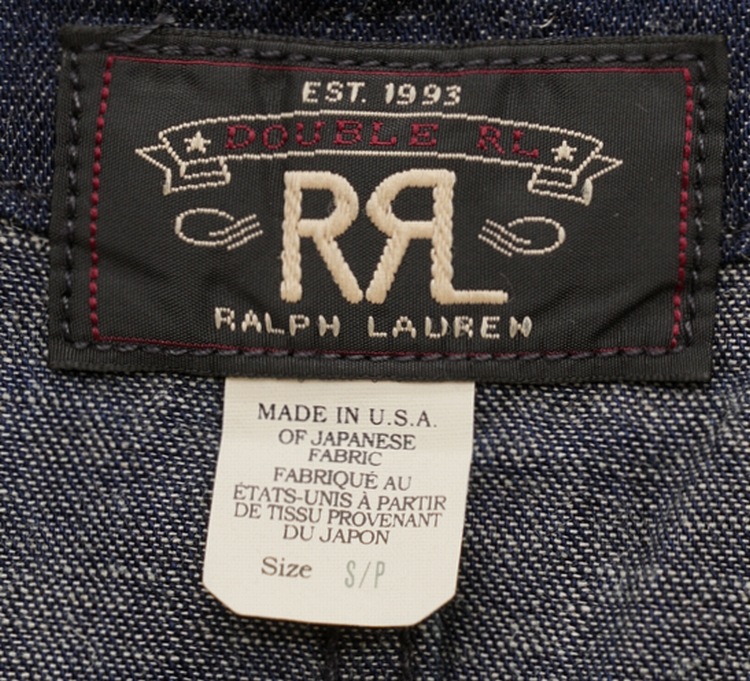 EST. 1993
DOUBLE RL
RRL
RALPH LAUREN
MADE IN U.S.A.
OF JAPANESE
FABRIC
FABRIQUÉ AU
ÉTATS-UNIS À PARTIR
DE TISSU PROVENANT
DU JAPON
Size S/P